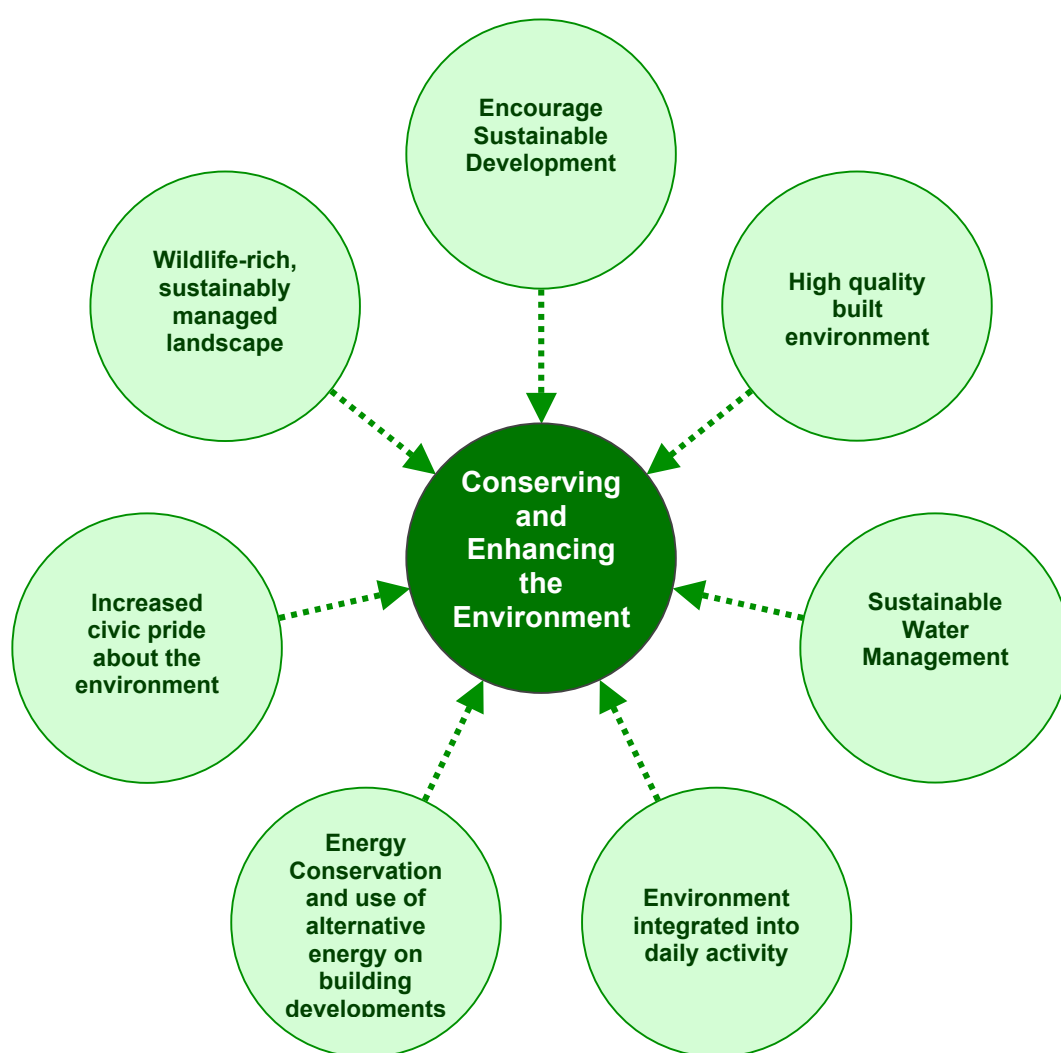 Encourage
Sustainable
Development
Wildlife-rich,
sustainably
managed
landscape
High quality
built
environment
Conserving
and
Enhancing
the
Environment
Increased
civic pride
about the
environment
Sustainable
Water
Management
Energy
Conservation
and use of
alternative
energy on
building
developments
Environment
integrated into
daily activity